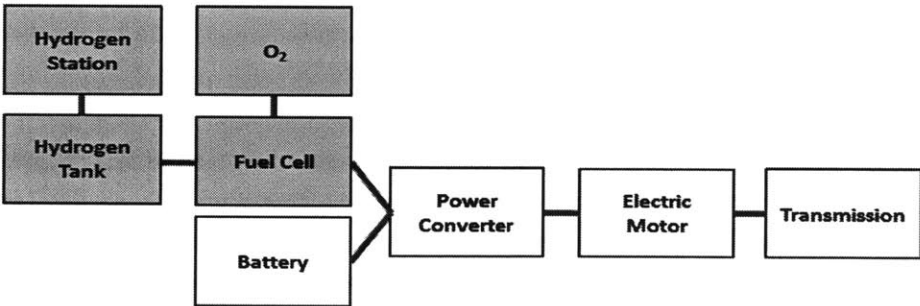 Hydrogen
Station
O₂
Hydrogen
Tank
Fuel Cell
Battery
Power
Converter
Electric
Motor
Transmission